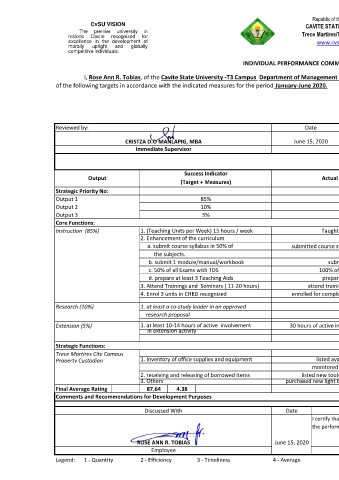 CvSU VISION
The premier university in
historic Cavite recognized for
excellence in the development of
morally upright and globally
competitive individuals.
Republic of th
CAVITE STATE
Trece Martires
www.cvs
INDIVIDUAL PERFORMANCE COMM
I, Rose Ann R. Tobias, of the Cavite State University -T3 Campus Department of Management
of the following targets in accordance with the indicated measures for the period January-June 2020.
Reviewed by:
Date
CRISTZA D.O MANLAPIG, MBA
June 15, 2020
Immediate Supervisor
Output
Success Indicator
(Target + Measures)
Actual
Strategic Priority No:
Output 1
85%
Output 2
10%
Output 3
5%
Core Functions:
Instruction (85%)
1. (Teaching Units per Week) 15 hours / week
Taught
2. Enhancement of the curriculum
a. submit course syllabus in 50% of
submitted course s
the subjects.
b. submit 1 module/manual/workbook
subm
c. 50% of all Exams with TOS
100% of
d. prepare at least 3 Teaching Aids
prepar
3. Attend Trainings and Seminars ( 11-20 hours)
attend traini
4. Enrol 3 units in CHED recognized
enrolled for comple
Research (10%)
1. at least a co-study leader in an approved
research proposal
Extension (5%)
1. at least 10-14 hours of active involvement
30 hours of active in
in extension activity
Strategic Functions:
Trece Martires City Campus
Property Custodian
1. Inventory of office supplies and equipment
listed ava
monitored
2. receiving and releasing of borrowed items
listed new tools
3. Others
purchased new light b
Final Average Rating
87.64
4.38
Comments and Recommendations for Development Purposes
Discussed With
Date
I certify tha
the perform
ROSE ANN R. TOBIAS
June 15, 2020
Employee
Legend:
1 - Quantity
2 - Efficiency
3 - Timeliness
4 - Average